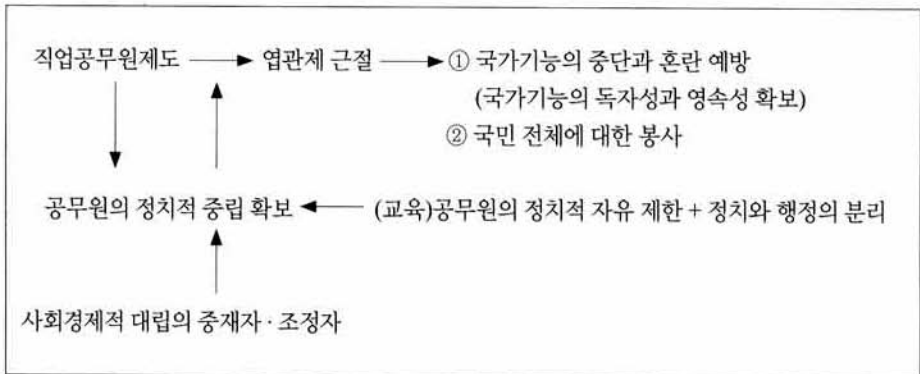 직업공무원제도 → 엽관제 근절 → ① 국가기능의 중단과 혼란 예방
(국가기능의 독자성과 영속성 확보)
② 국민 전체에 대한 봉사
공무원의 정치적 중립 확보 ← (교육)공무원의 정치적 자유 제한 + 정치와 행정의 분리
사회경제적 대립의 중재자 · 조정자